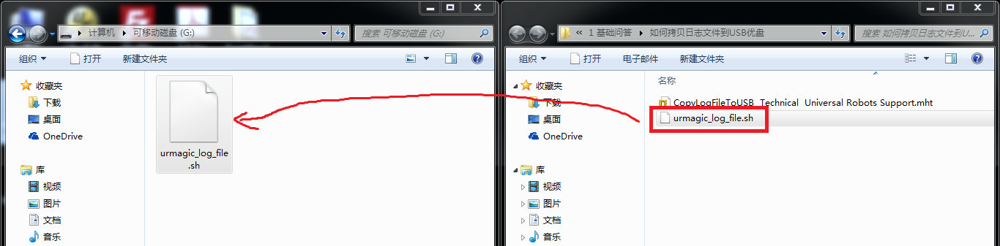 计算机 ▸ 可移动磁盘 (G:)
搜索 可移动磁盘 (G:)
组织
打开
新建文件夹
收藏夹
下载
桌面
OneDrive
库
视频
图片
文档
音乐
urmagic_log_file
.sh
« 1 基础问答 ▸ 如何拷贝日志文件到USB优盘
搜索 如何拷贝日志文件到U...
组织
打开
电子邮件
新建文件夹
收藏夹
下载
桌面
OneDrive
库
视频
图片
文档
音乐
名称
CopyLogFileToUSB Technical Universal Robots Support.mht
urmagic_log_file.sh